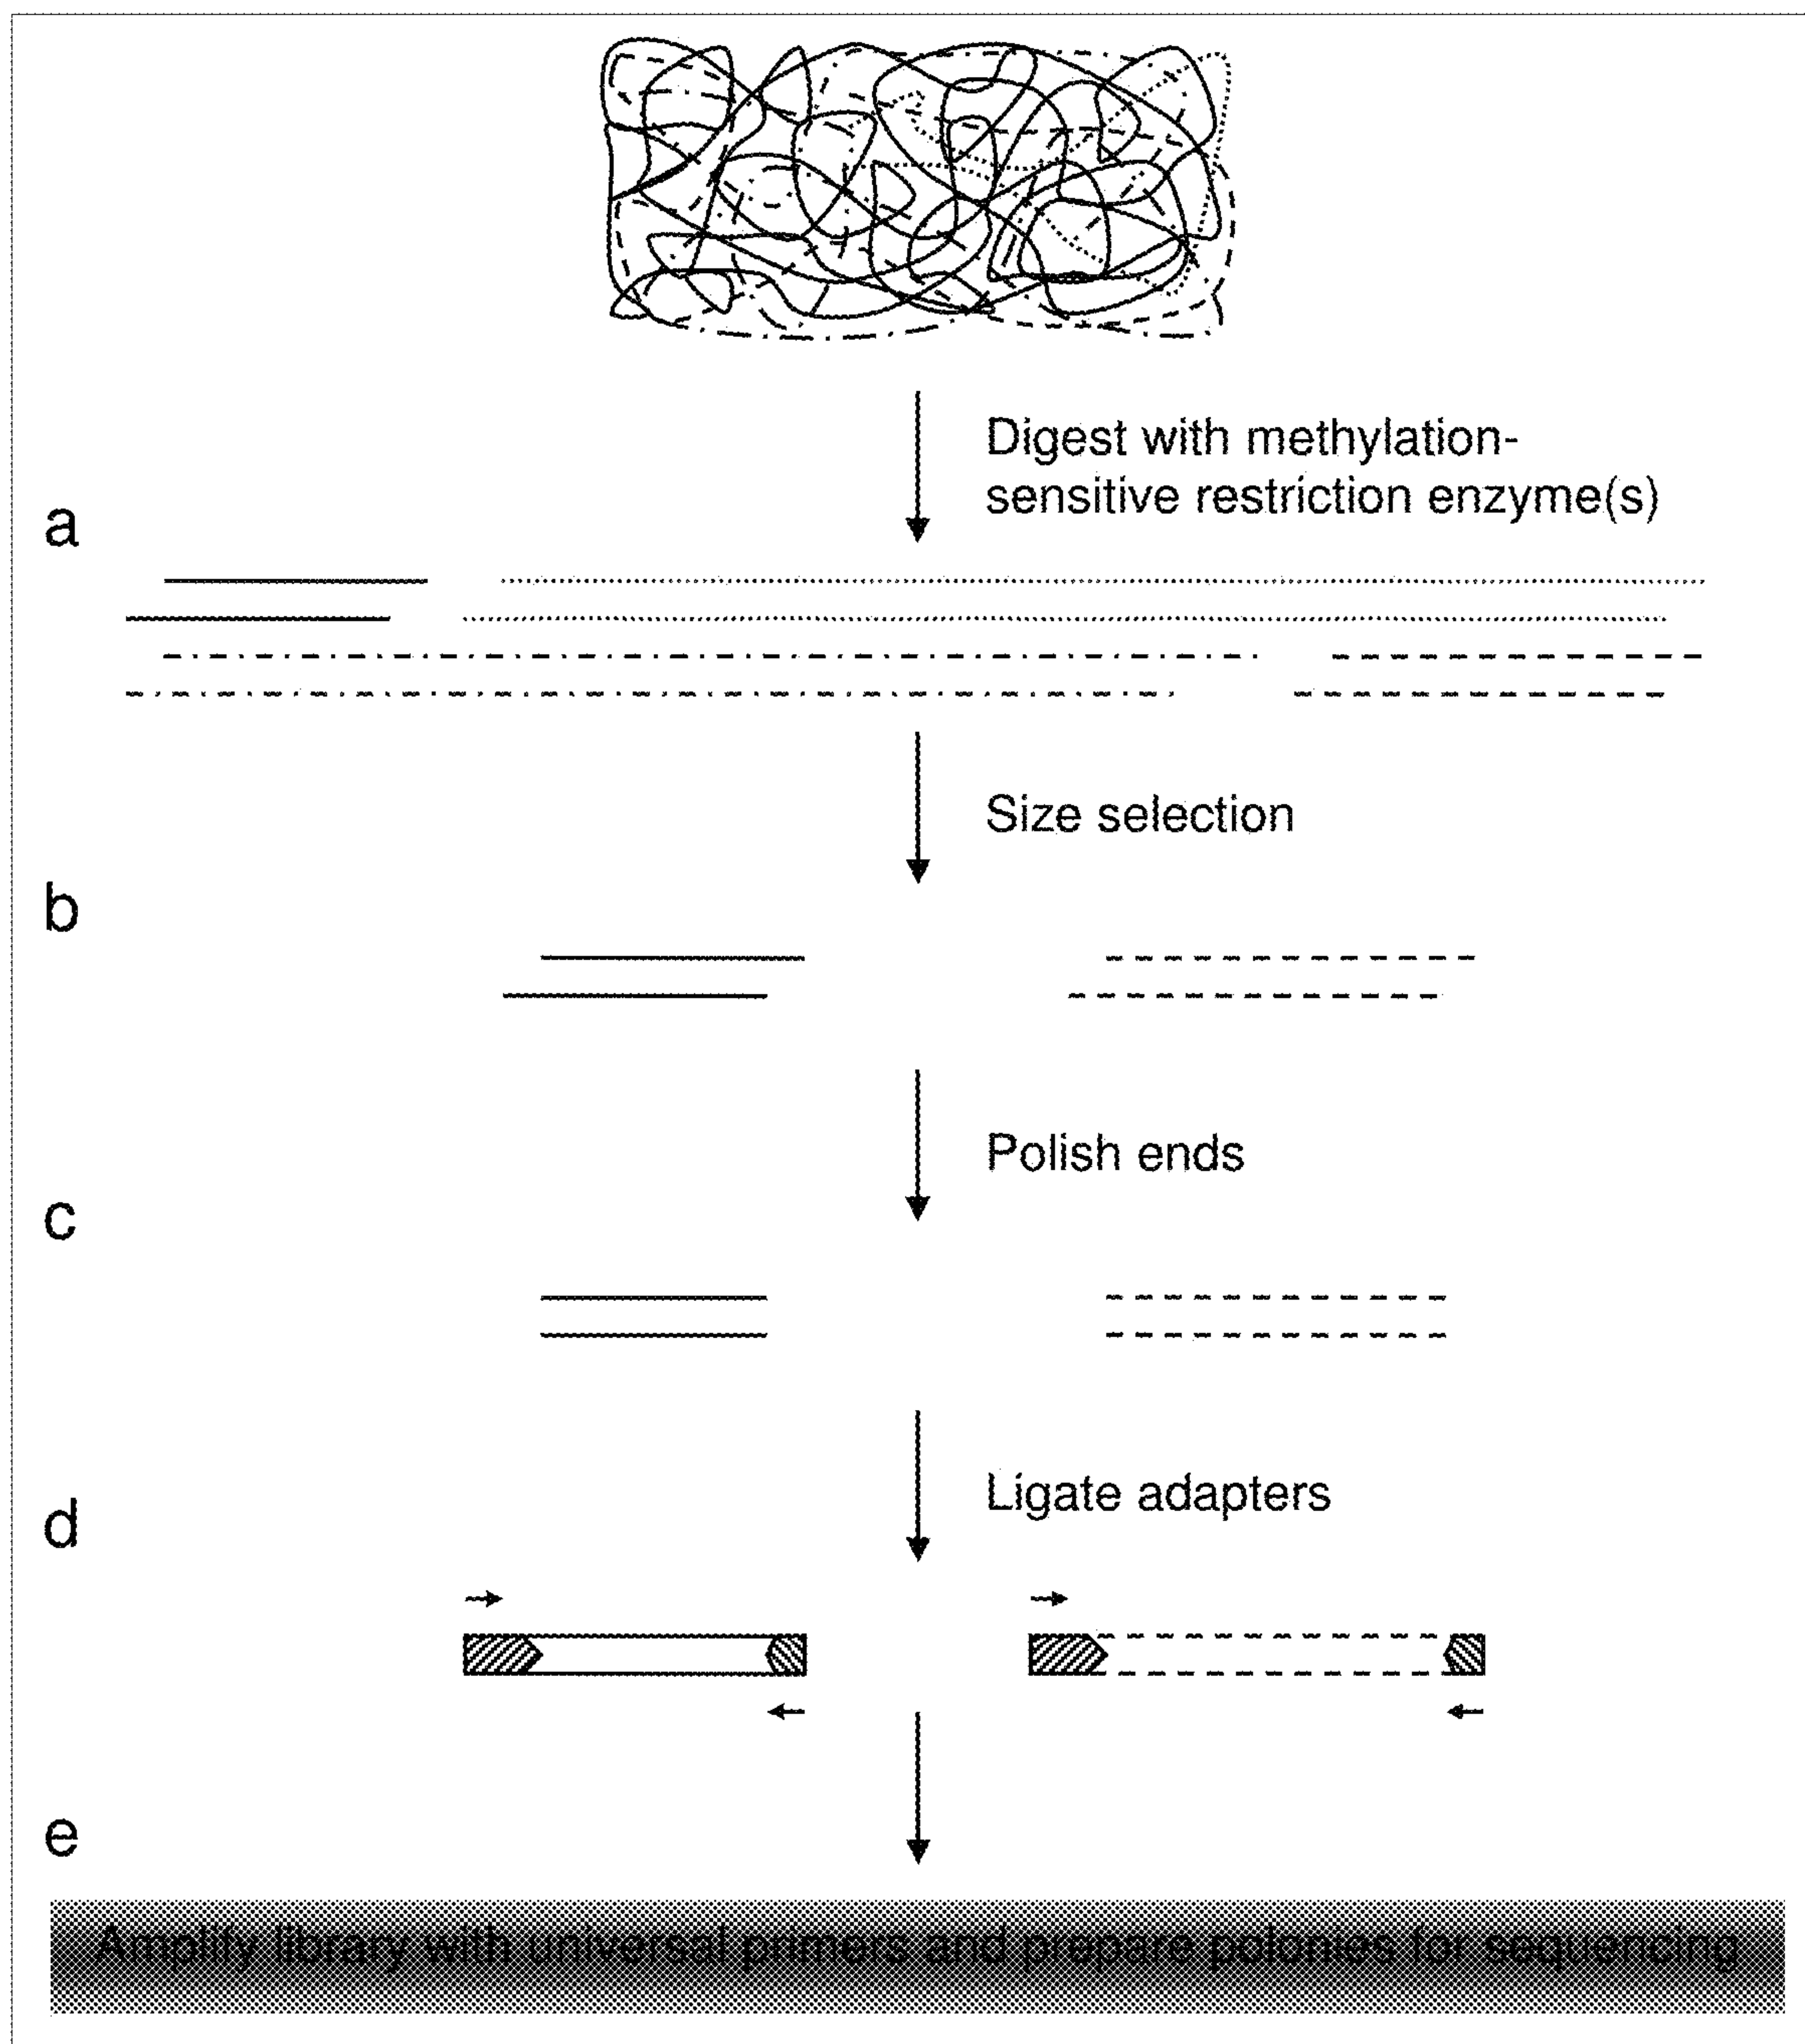 Digest with methylation-
sensitive restriction enzyme(s)
a
Size selection
b
Polish ends
c
Ligate adapters
d
e
Amplify library with universal primers and prepare polonies for sequencing